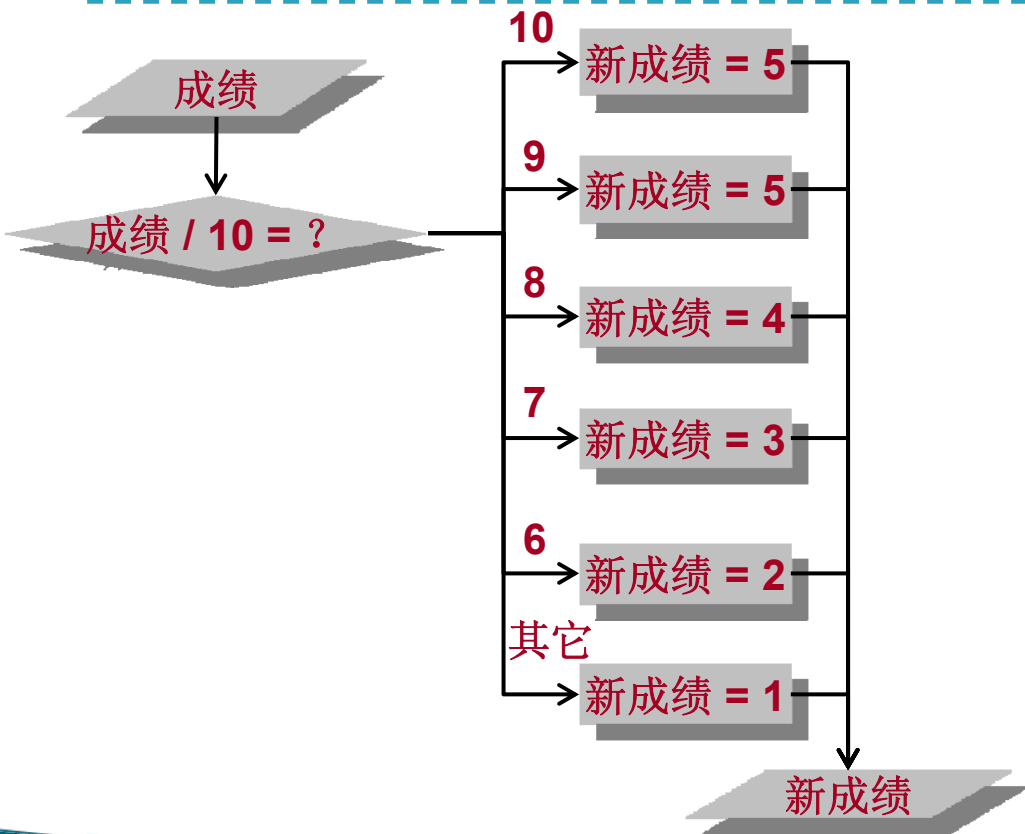 成绩
成绩 / 10 = ?
10
新成绩 = 5
9
新成绩 = 5
8
新成绩 = 4
7
新成绩 = 3
6
新成绩 = 2
其它
新成绩 = 1
新成绩